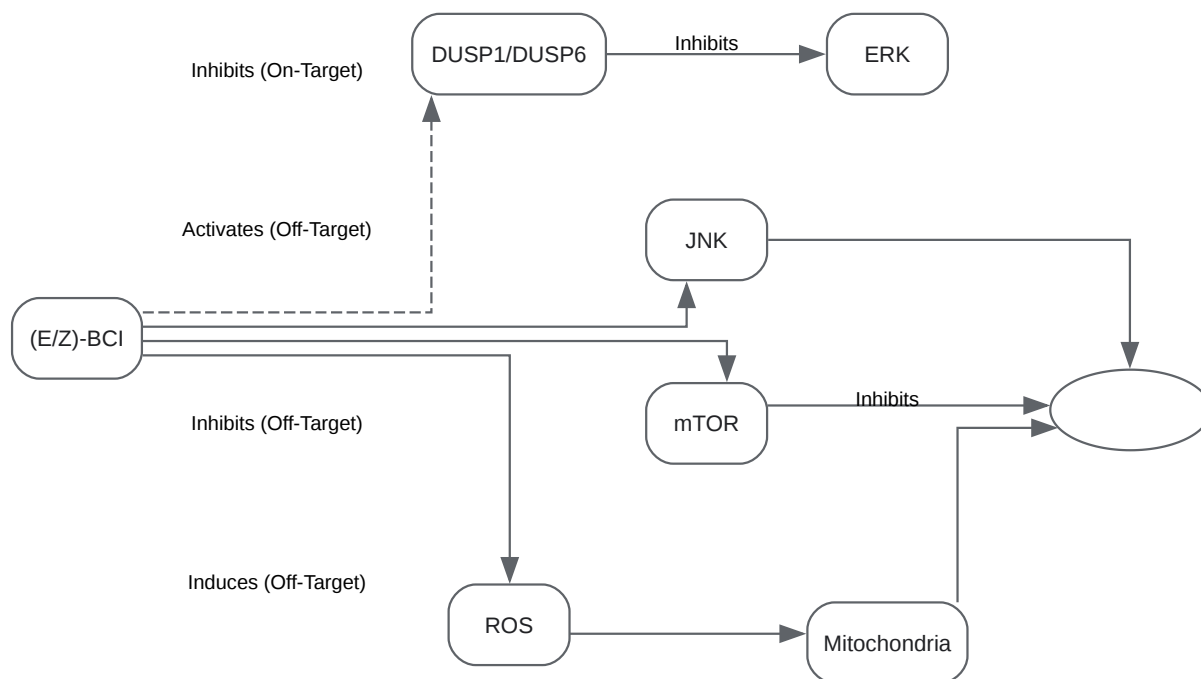 DUSP1/DUSP6
Inhibits
ERK
Inhibits (On-Target)
Activates (Off-Target)
JNK
(E/Z)-BCI
Inhibits (Off-Target)
mTOR
Inhibits
Induces (Off-Target)
ROS
Mitochondria